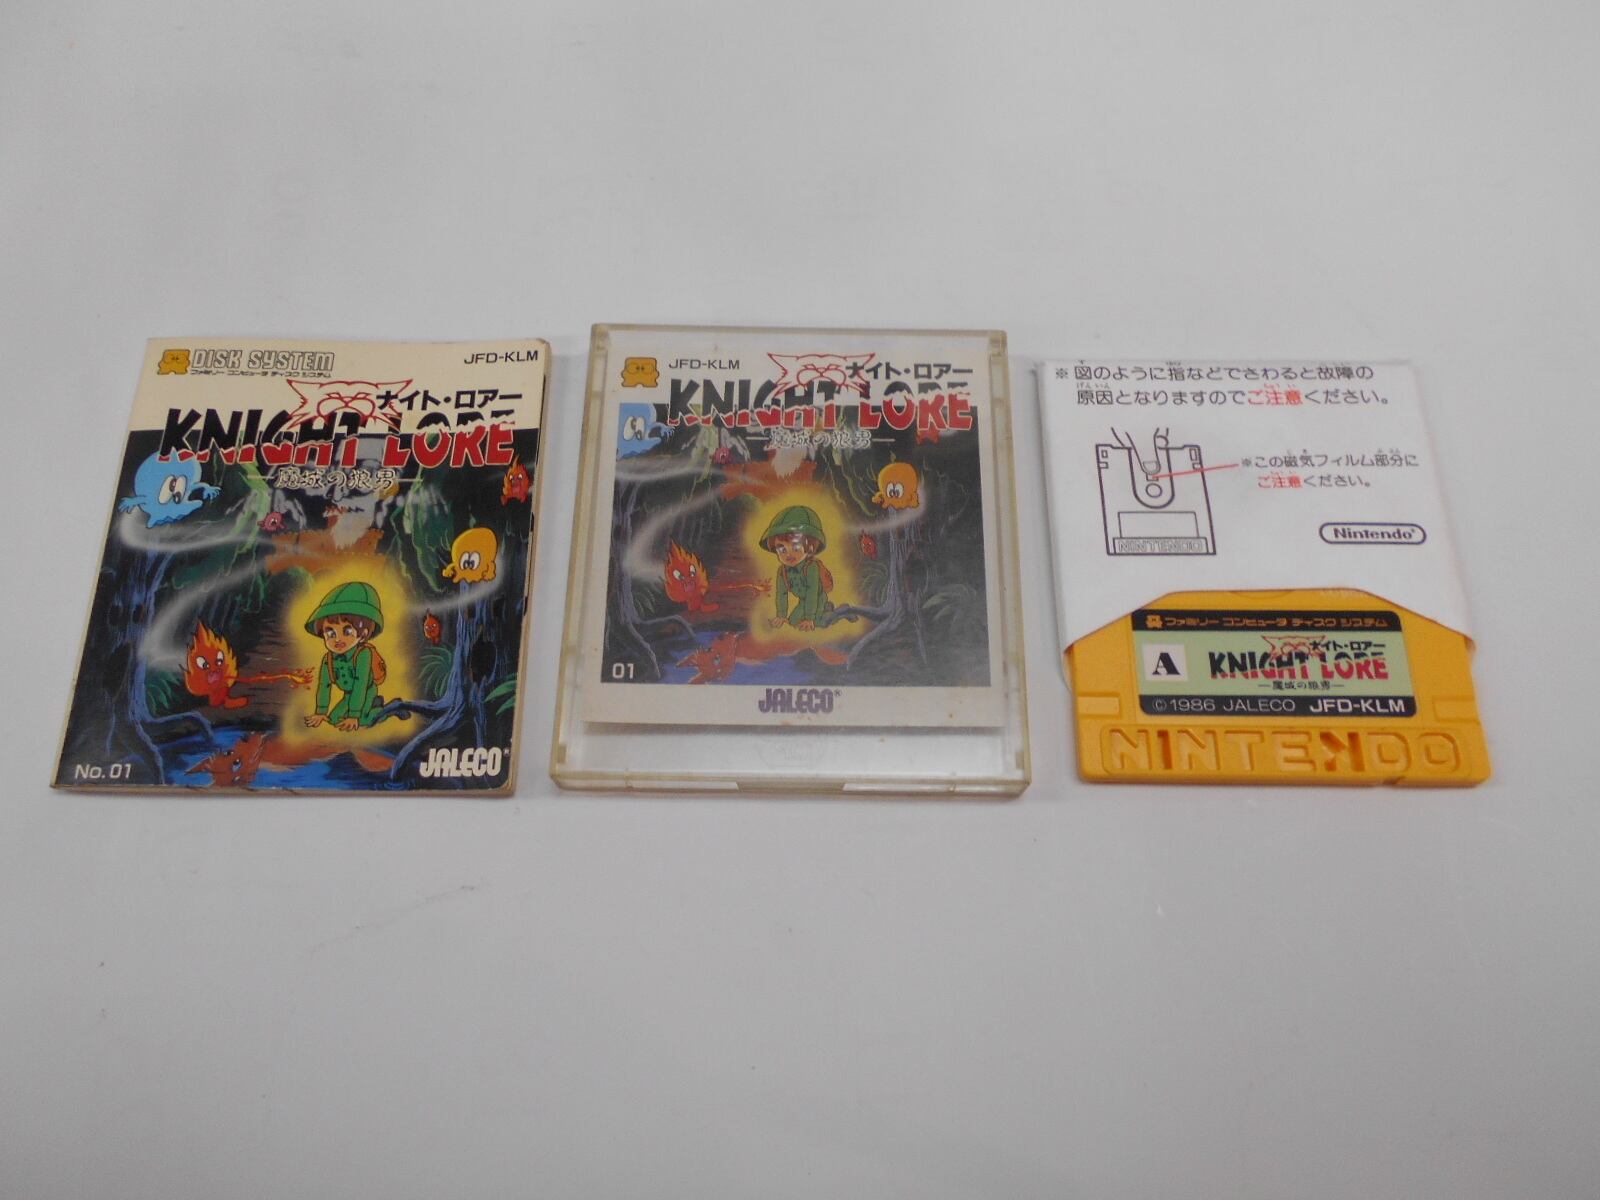 DISK SYSTEM
ファミリー コンピュータ ディスク システム
JFD-KLM
ナイト・ロアー
KNIGHT LORE
魔城の狼男
No. 01
JALECO®
JFD-KLM
ナイト・ロアー
KNIGHT LORE
魔城の狼男
01
JALECO®
※図のように指などでさわると故障の
げんいん
原因となりますのでご注意ください。
※この磁気フィルム部分に
ご注意ください。
NINTENDO
Nintendo®
ファミリー コンピュータ ディスク システム
A
ナイト・ロアー
KNIGHT LORE
魔城の狼男
©1986 JALECO JFD-KLM
NINTENDO